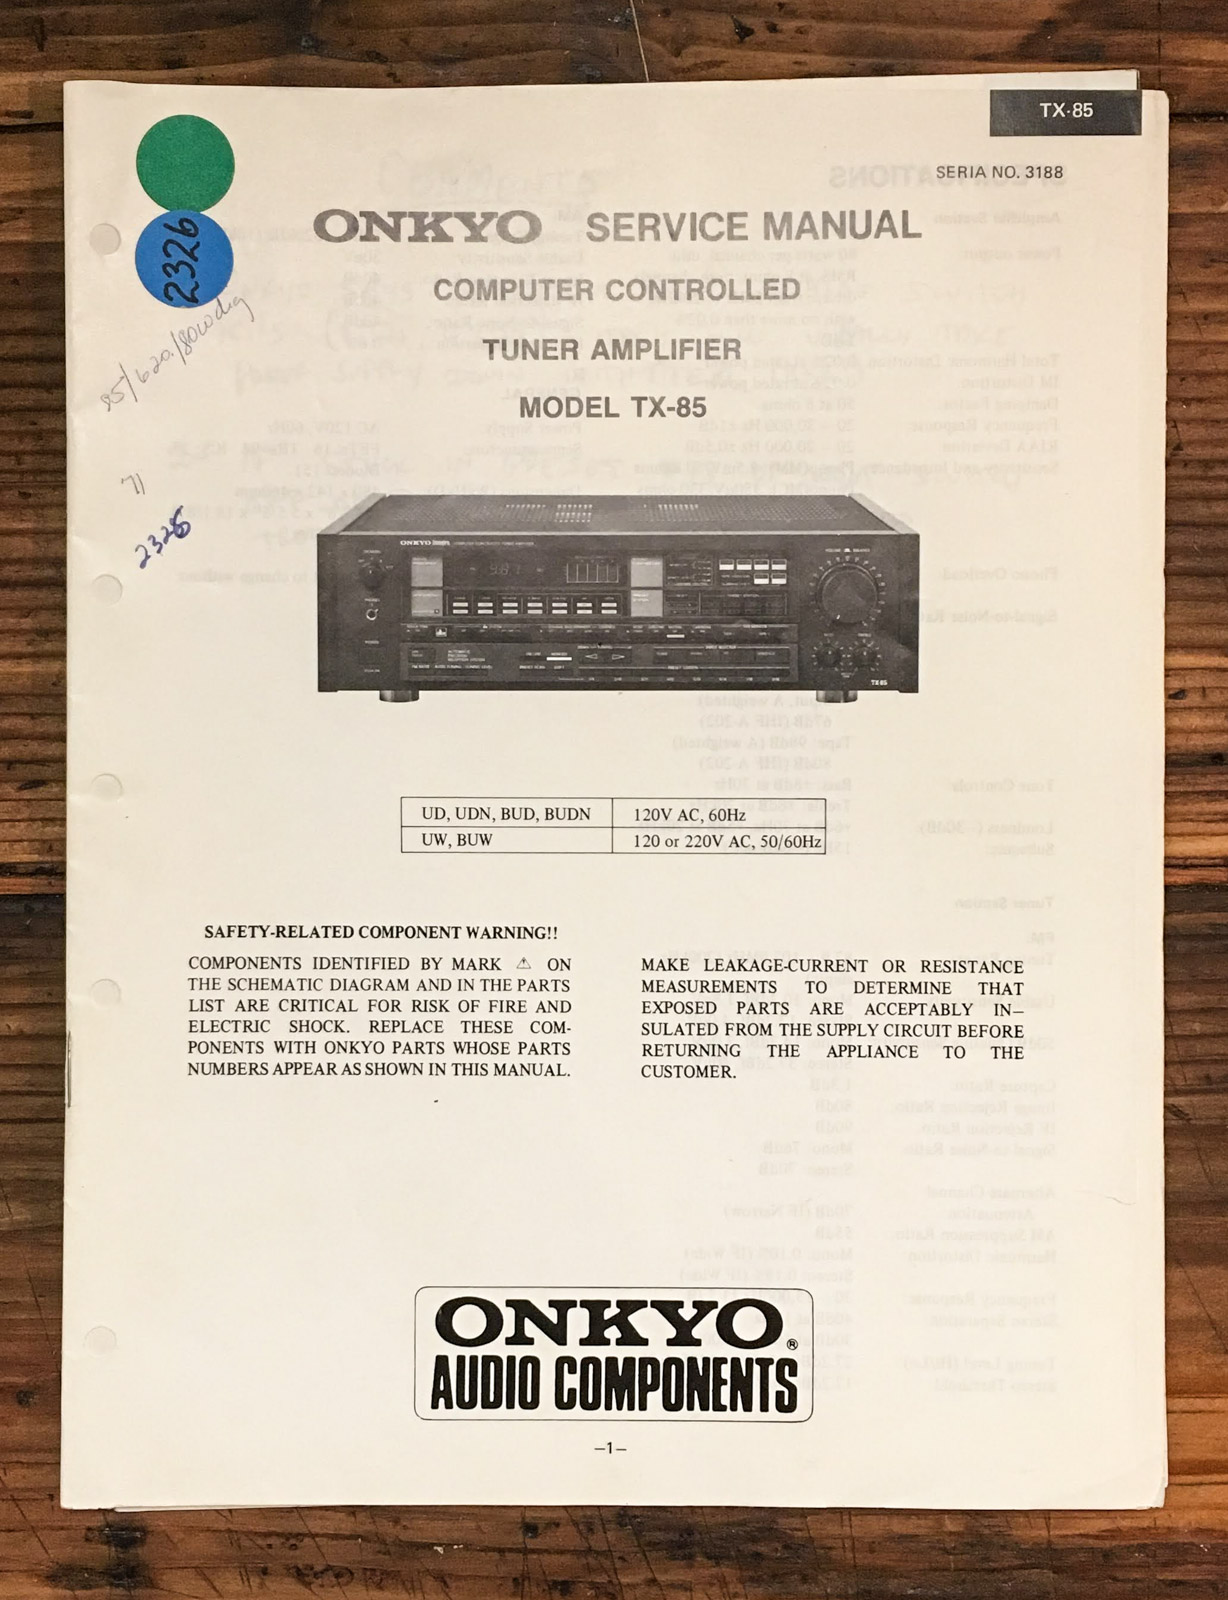 TX-85
SERIA NO. 3188
2326
ONKYO SERVICE MANUAL
COMPUTER CONTROLLED
TUNER AMPLIFIER
MODEL TX-85
71
ONKYO
TX-85
UD, UDN, BUD, BUDN 120V AC, 60Hz
UW, BUW 120 or 220V AC, 50/60Hz
SAFETY-RELATED COMPONENT WARNING!!
COMPONENTS IDENTIFIED BY MARK ⚠ ON
THE SCHEMATIC DIAGRAM AND IN THE PARTS
LIST ARE CRITICAL FOR RISK OF FIRE AND
ELECTRIC SHOCK. REPLACE THESE COM-
PONENTS WITH ONKYO PARTS WHOSE PARTS
NUMBERS APPEAR AS SHOWN IN THIS MANUAL.
MAKE LEAKAGE-CURRENT OR RESISTANCE
MEASUREMENTS TO DETERMINE THAT
EXPOSED PARTS ARE ACCEPTABLY IN–
SULATED FROM THE SUPPLY CIRCUIT BEFORE
RETURNING THE APPLIANCE TO THE
CUSTOMER.
ONKYO®
AUDIO COMPONENTS
–1–